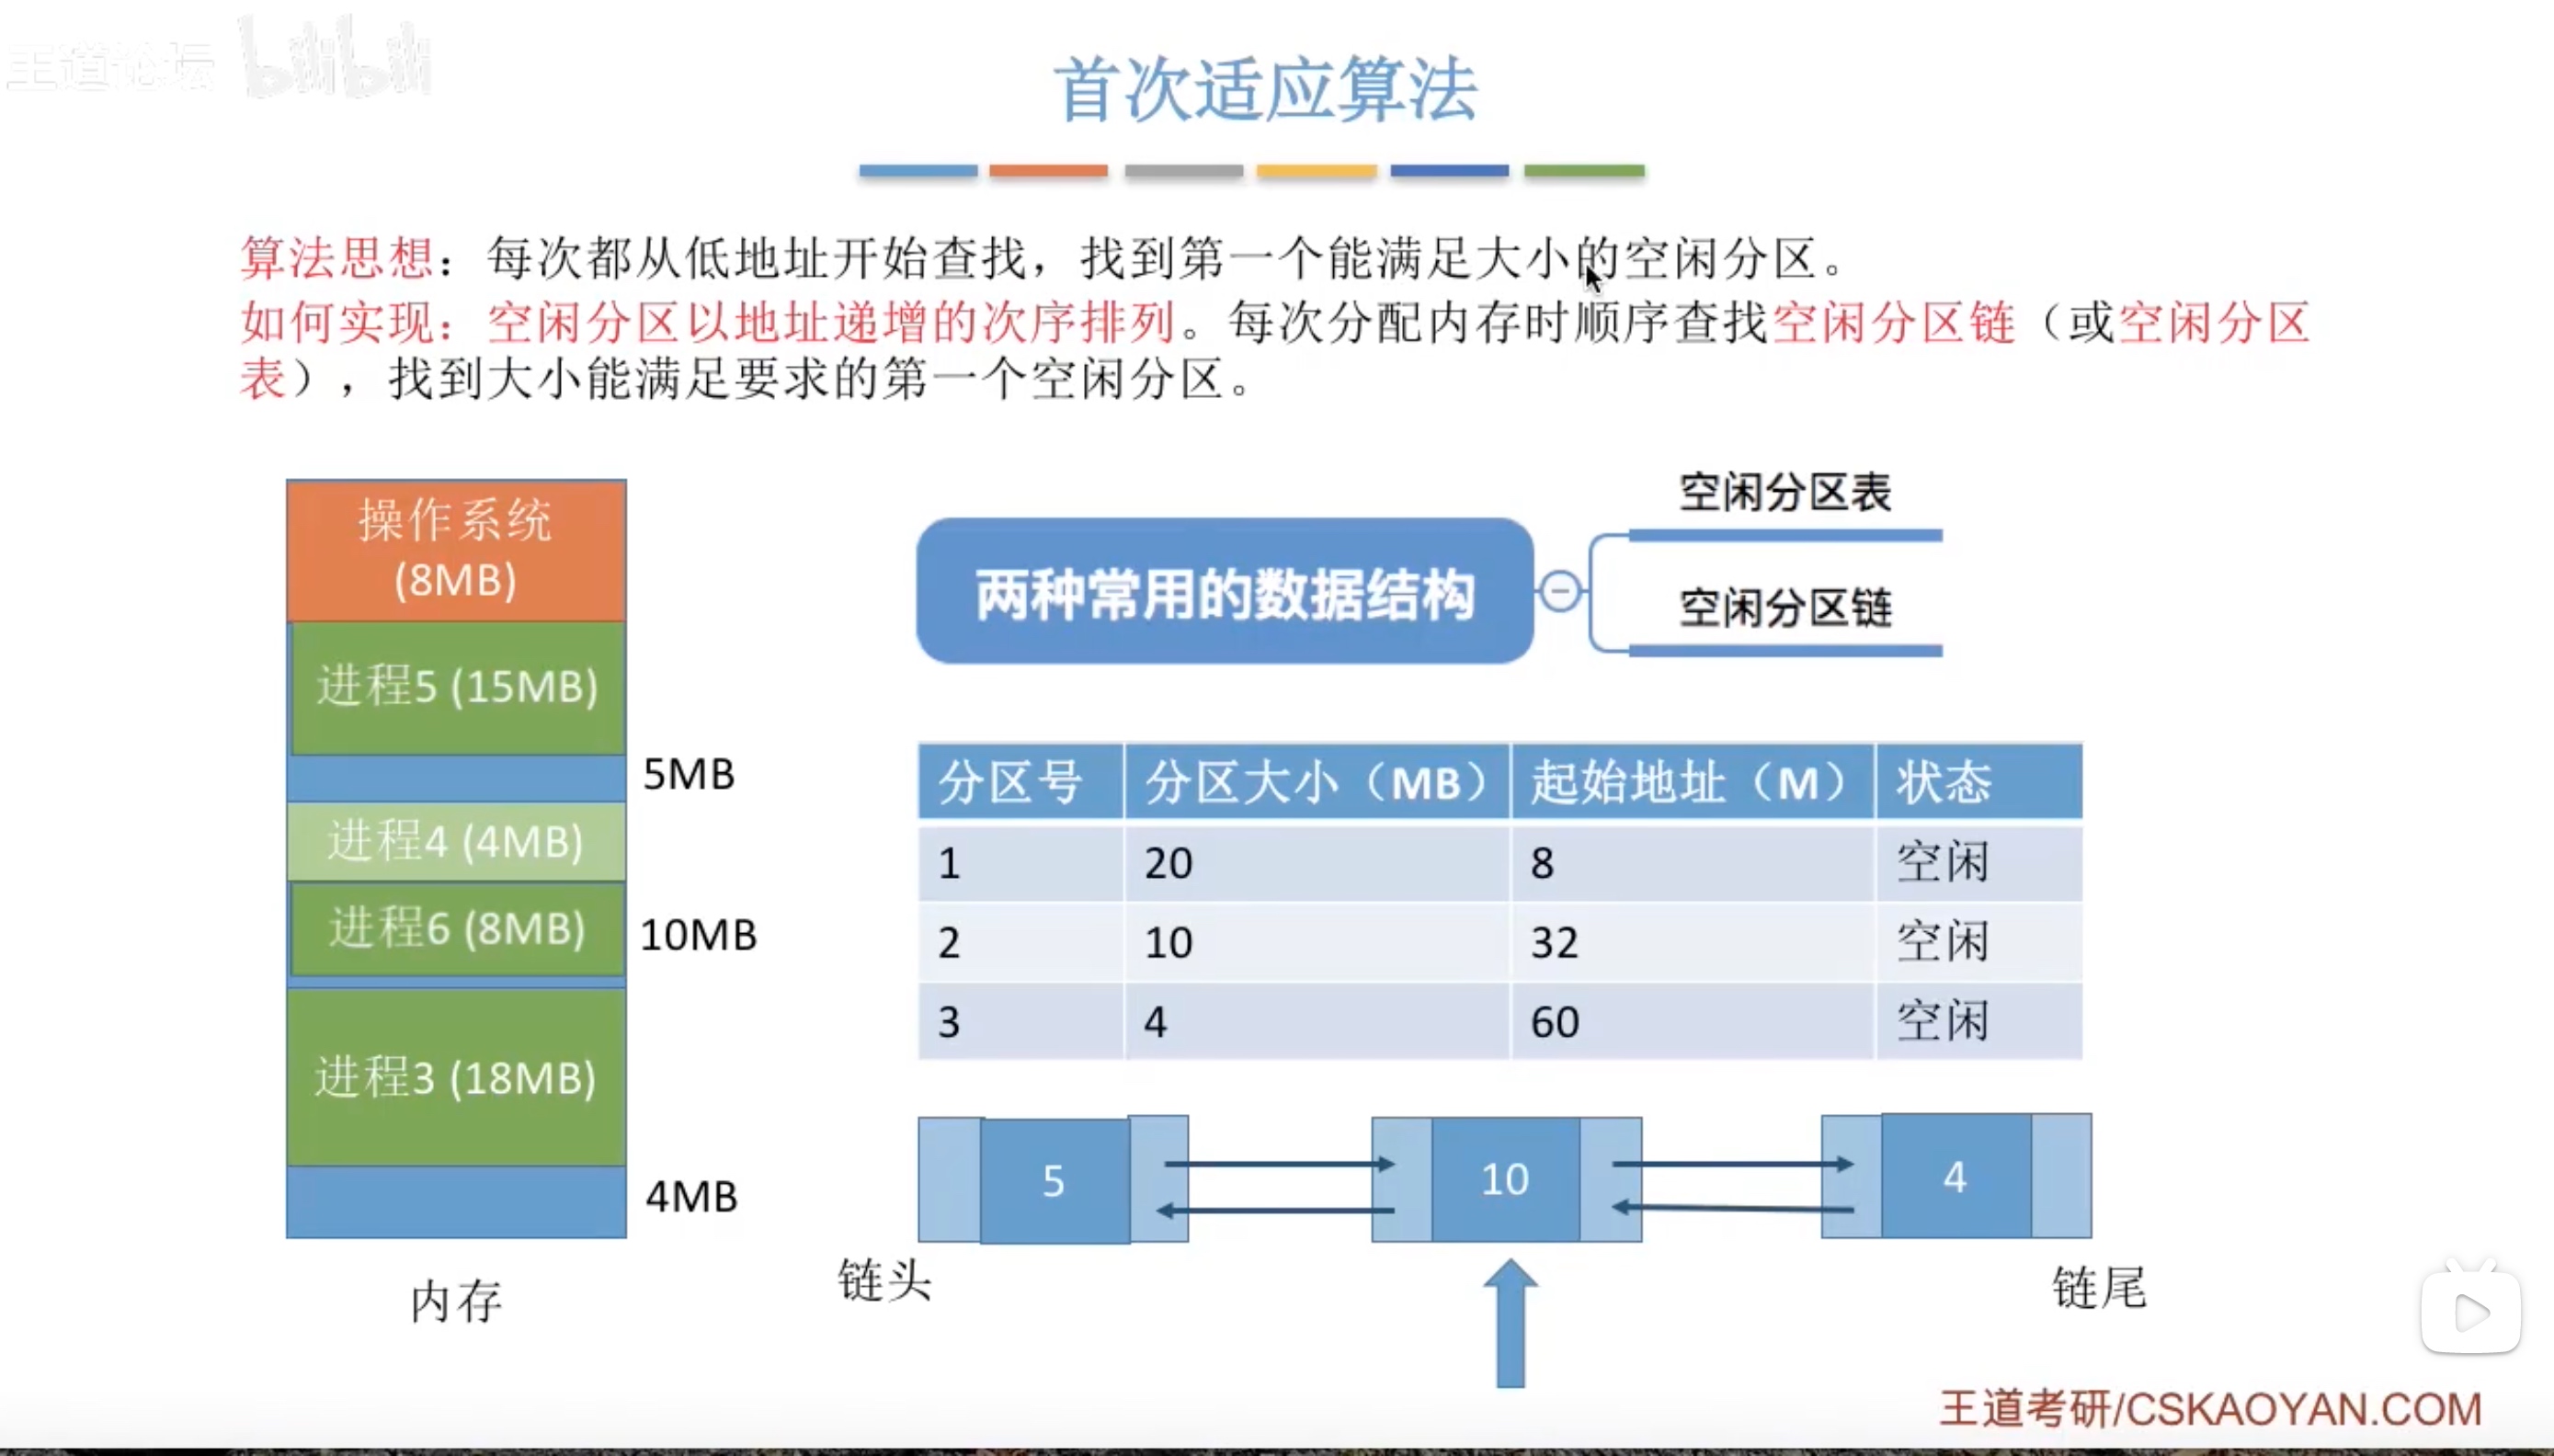 王道论坛 bilibili
首次适应算法
算法思想：每次都从低地址开始查找，找到第一个能满足大小的空闲分区。
如何实现：空闲分区以地址递增的次序排列。每次分配内存时顺序查找空闲分区链（或空闲分区
表），找到大小能满足要求的第一个空闲分区。
操作系统
(8MB)
进程5 (15MB)
5MB
进程4 (4MB)
进程6 (8MB)
10MB
进程3 (18MB)
4MB
内存
两种常用的数据结构
空闲分区表
空闲分区链
分区号 分区大小（MB） 起始地址（M） 状态
1 20 8 空闲
2 10 32 空闲
3 4 60 空闲
5 10 4
链头 链尾
王道考研/CSKAOYAN.COM